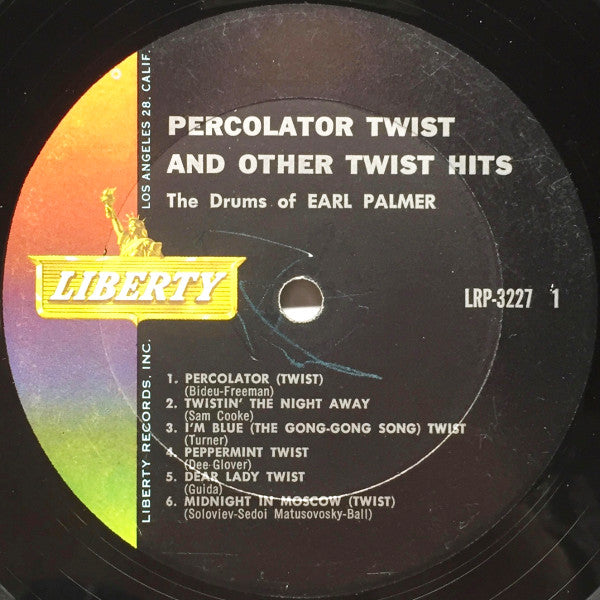 PERCOLATOR TWIST
AND OTHER TWIST HITS
The Drums of EARL PALMER
LIBERTY
LRP-3227 1
1. PERCOLATOR (TWIST)
(Bideu-Freeman)
2. TWISTIN' THE NIGHT AWAY
(Sam Cooke)
3. I'M BLUE (THE GONG-GONG SONG) TWIST
(Turner)
4. PEPPERMINT TWIST
(Dee Glover)
5. DEAR LADY TWIST
(Guida)
6. MIDNIGHT IN MOSCOW (TWIST)
(Soloviev-Sedoi Matusovosky-Ball)
LIBERTY RECORDS, INC.
LOS ANGELES 28, CALIF.